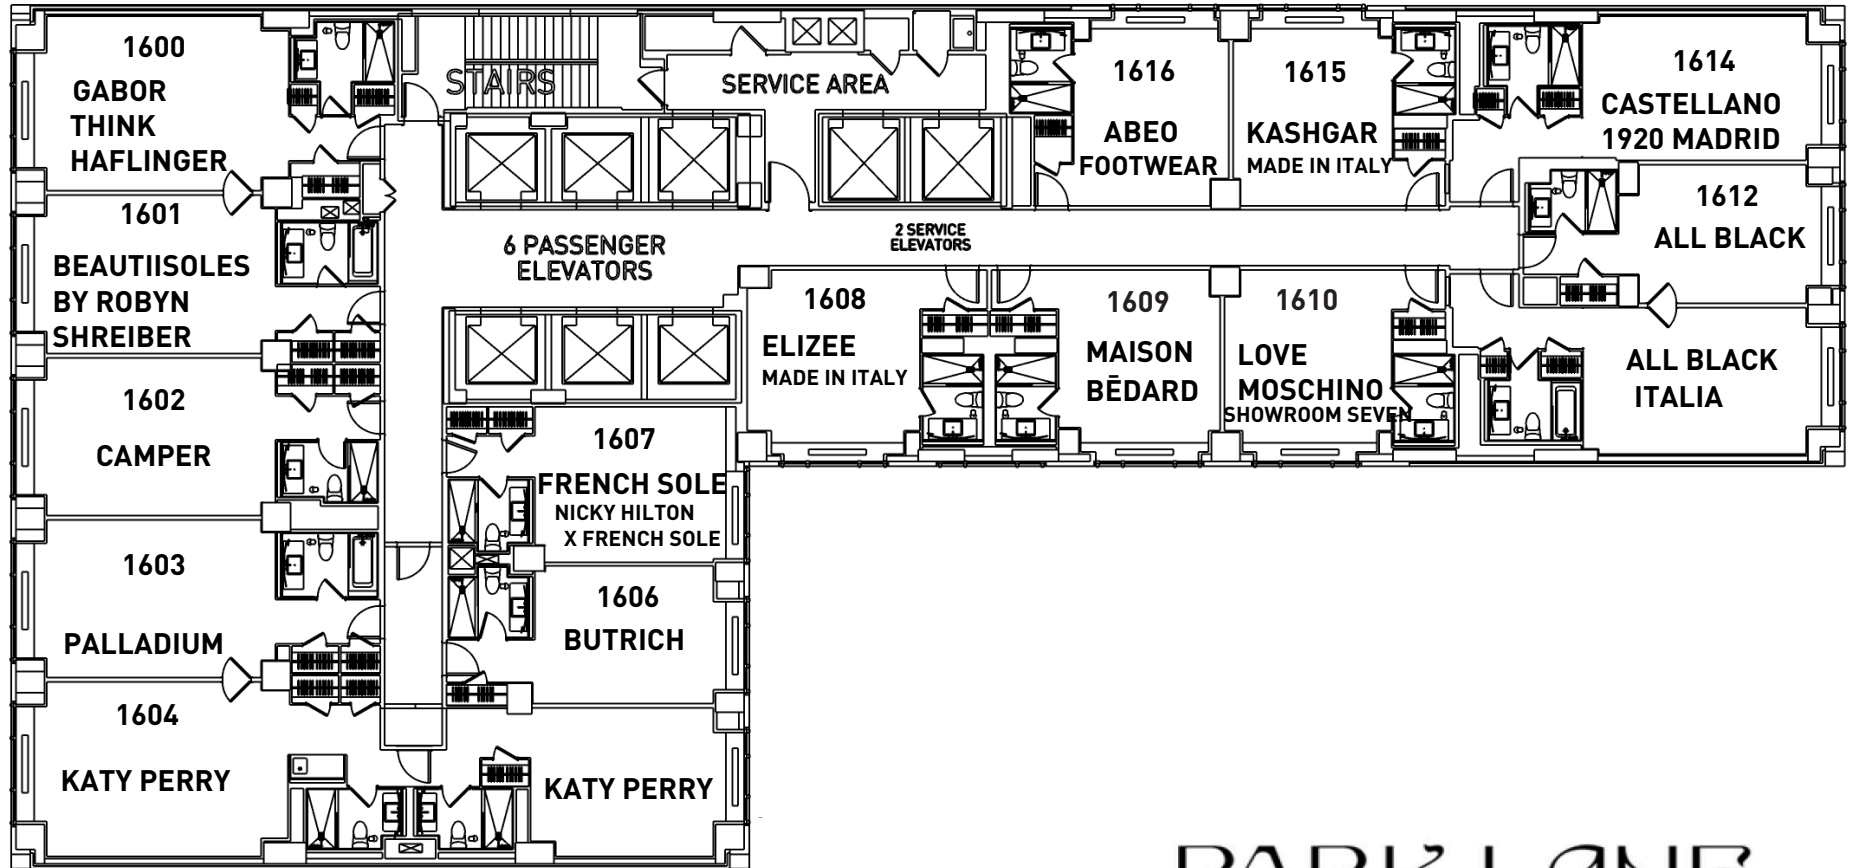 1600
GABOR
THINK
HAFLINGER
STAIRS
SERVICE AREA
1616
ABEO
FOOTWEAR
1615
KASHGAR
MADE IN ITALY
1614
CASTELLANO
1920 MADRID
1601
BEAUTIISOLES
BY ROBYN
SHREIBER
6 PASSENGER
ELEVATORS
2 SERVICE
ELEVATORS
1612
ALL BLACK
1608
ELIZEE
MADE IN ITALY
1609
MAISON
BĒDARD
1610
LOVE
MOSCHINO
SHOWROOM SEVEN
ALL BLACK
ITALIA
1602
CAMPER
1607
FRENCH SOLE
NICKY HILTON
X FRENCH SOLE
1603
PALLADIUM
1606
BUTRICH
1604
KATY PERRY
KATY PERRY
PARK LANE